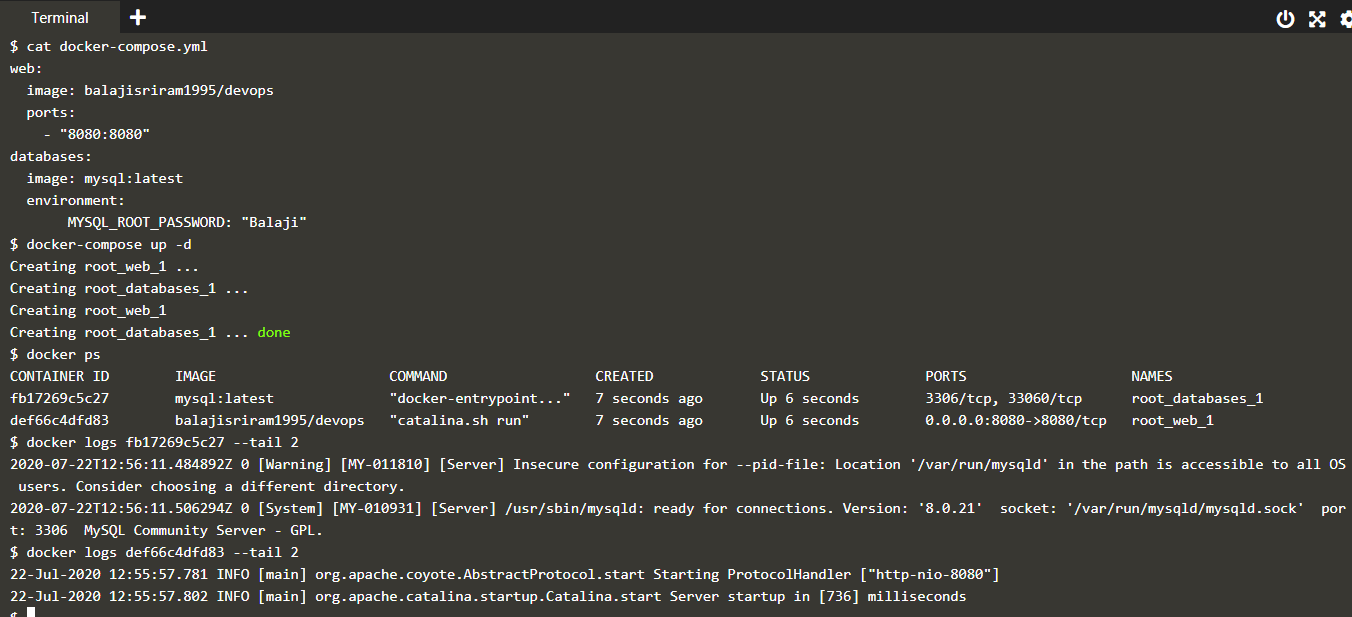 Terminal
$ cat docker-compose.yml
web:
  image: balajisriram1995/devops
  ports:
    - "8080:8080"
databases:
  image: mysql:latest
  environment:
       MYSQL_ROOT_PASSWORD: "Balaji"
$ docker-compose up -d
Creating root_web_1 ...
Creating root_databases_1 ...
Creating root_web_1
Creating root_databases_1 ... done
$ docker ps
CONTAINER ID        IMAGE                     COMMAND                  CREATED             STATUS              PORTS                    NAMES
fb17269c5c27        mysql:latest              "docker-entrypoint..."   7 seconds ago       Up 6 seconds        3306/tcp, 33060/tcp      root_databases_1
def66c4dfd83        balajisriram1995/devops   "catalina.sh run"        7 seconds ago       Up 6 seconds        0.0.0.0:8080->8080/tcp   root_web_1
$ docker logs fb17269c5c27 --tail 2
2020-07-22T12:56:11.484892Z 0 [Warning] [MY-011810] [Server] Insecure configuration for --pid-file: Location '/var/run/mysqld' in the path is accessible to all OS
 users. Consider choosing a different directory.
2020-07-22T12:56:11.506294Z 0 [System] [MY-010931] [Server] /usr/sbin/mysqld: ready for connections. Version: '8.0.21'  socket: '/var/run/mysqld/mysqld.sock'  por
t: 3306  MySQL Community Server - GPL.
$ docker logs def66c4dfd83 --tail 2
22-Jul-2020 12:55:57.781 INFO [main] org.apache.coyote.AbstractProtocol.start Starting ProtocolHandler ["http-nio-8080"]
22-Jul-2020 12:55:57.802 INFO [main] org.apache.catalina.startup.Catalina.start Server startup in [736] milliseconds
$